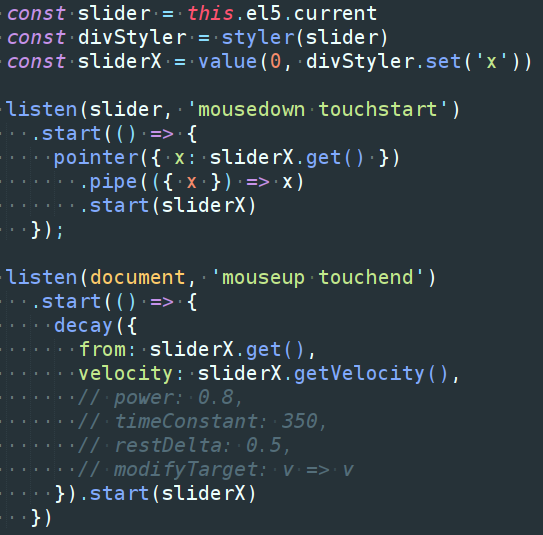 const slider = this.el5.current
const divStyler = styler(slider)
const sliderX = value(0, divStyler.set('x'))

listen(slider, 'mousedown touchstart')
  .start(() => {
    pointer({ x: sliderX.get() })
      .pipe(({ x }) => x)
      .start(sliderX)
  });

listen(document, 'mouseup touchend')
  .start(() => {
    decay({
      from: sliderX.get(),
      velocity: sliderX.getVelocity(),
      // power: 0.8,
      // timeConstant: 350,
      // restDelta: 0.5,
      // modifyTarget: v => v
    }).start(sliderX)
  })